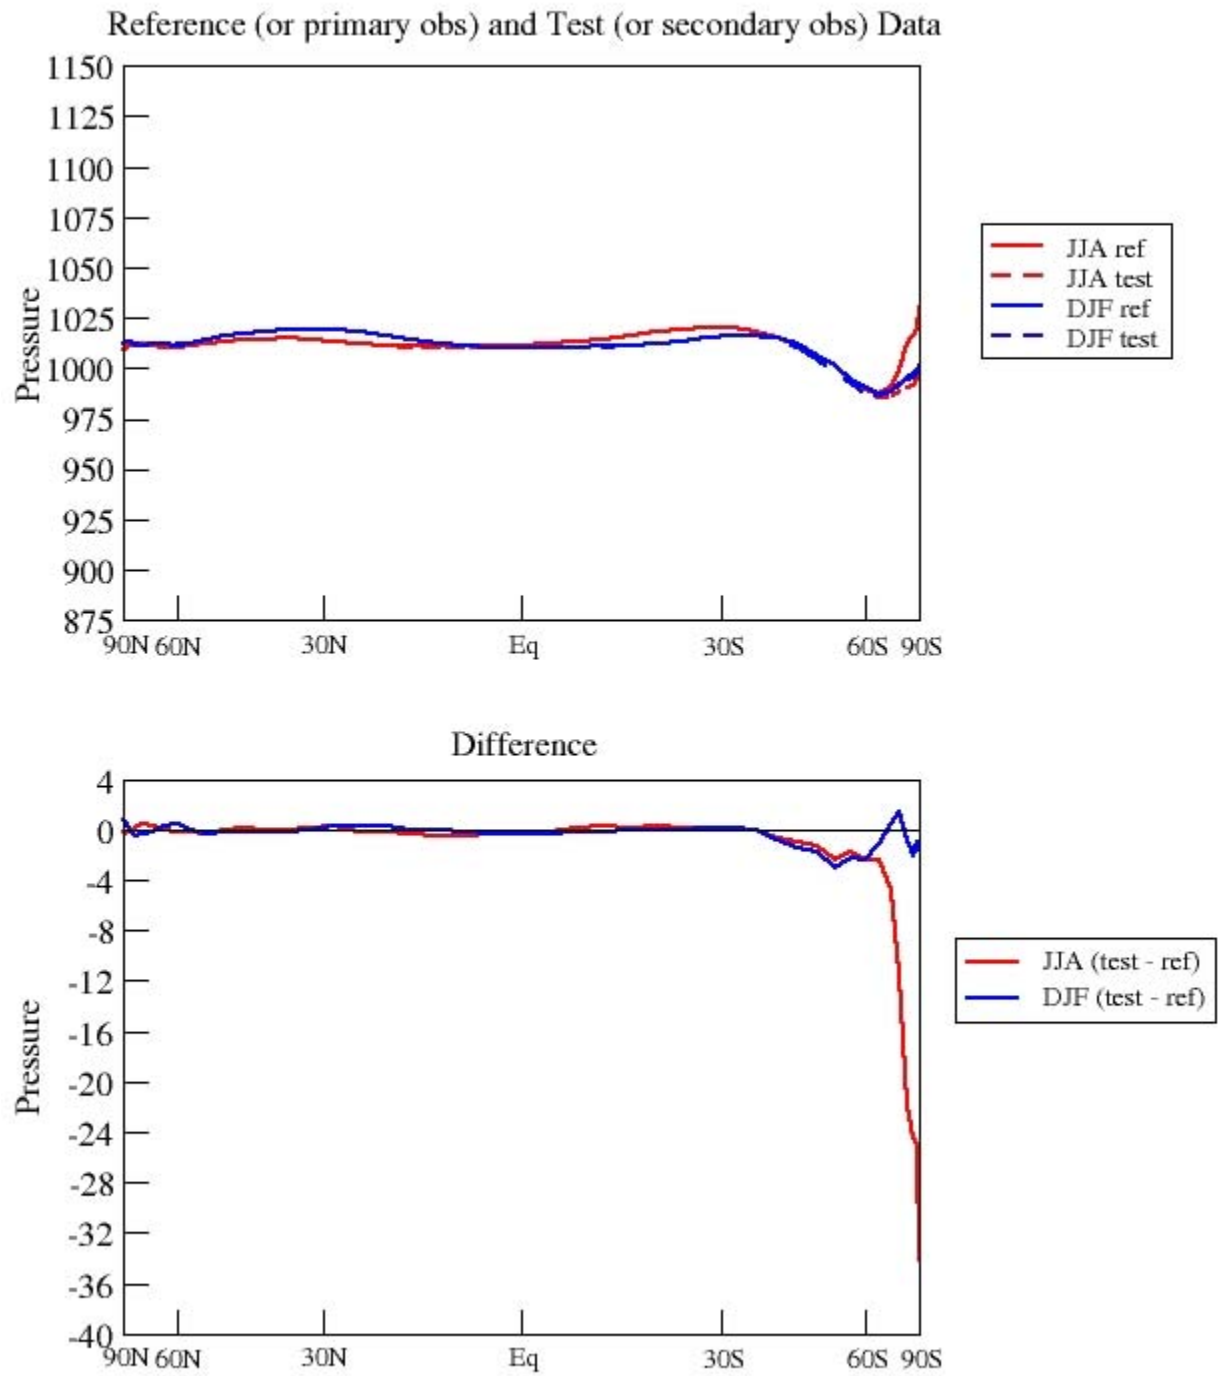 Reference (or primary obs) and Test (or secondary obs) Data
1150
1125
1100
1075
1050
1025
1000
975
950
925
900
875
Pressure
90N 60N 30N Eq 30S 60S 90S
JJA ref
JJA test
DJF ref
DJF test
Difference
4
0
-4
-8
-12
-16
-20
-24
-28
-32
-36
-40
Pressure
90N 60N 30N Eq 30S 60S 90S
JJA (test - ref)
DJF (test - ref)